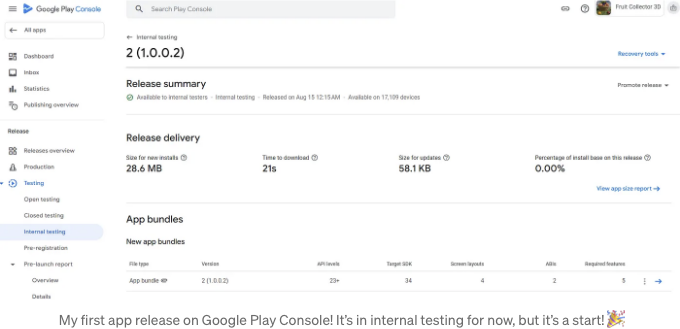 Google Play Console
Search Play Console
Fruit Collector 3D
All apps
Internal testing
2 (1.0.0.2)
Recovery tools
Dashboard
Inbox
Statistics
Publishing overview
Release summary
Promote release
Available to internal testers · Internal testing · Released on Aug 15 12:15 AM · Available on 17,109 devices
Release
Releases overview
Production
Testing
Open testing
Closed testing
Internal testing
Pre-registration
Pre-launch report
Overview
Details
Release delivery
Size for new installs
Time to download
Size for updates
Percentage of install base on this release
28.6 MB
21s
58.1 KB
0.00%
View app size report
App bundles
New app bundles
File type Version API levels Target SDK Screen layouts ABIs Required features
App bundle 2 (1.0.0.2) 23+ 34 4 2 5
My first app release on Google Play Console! It's in internal testing for now, but it's a start! 🎉